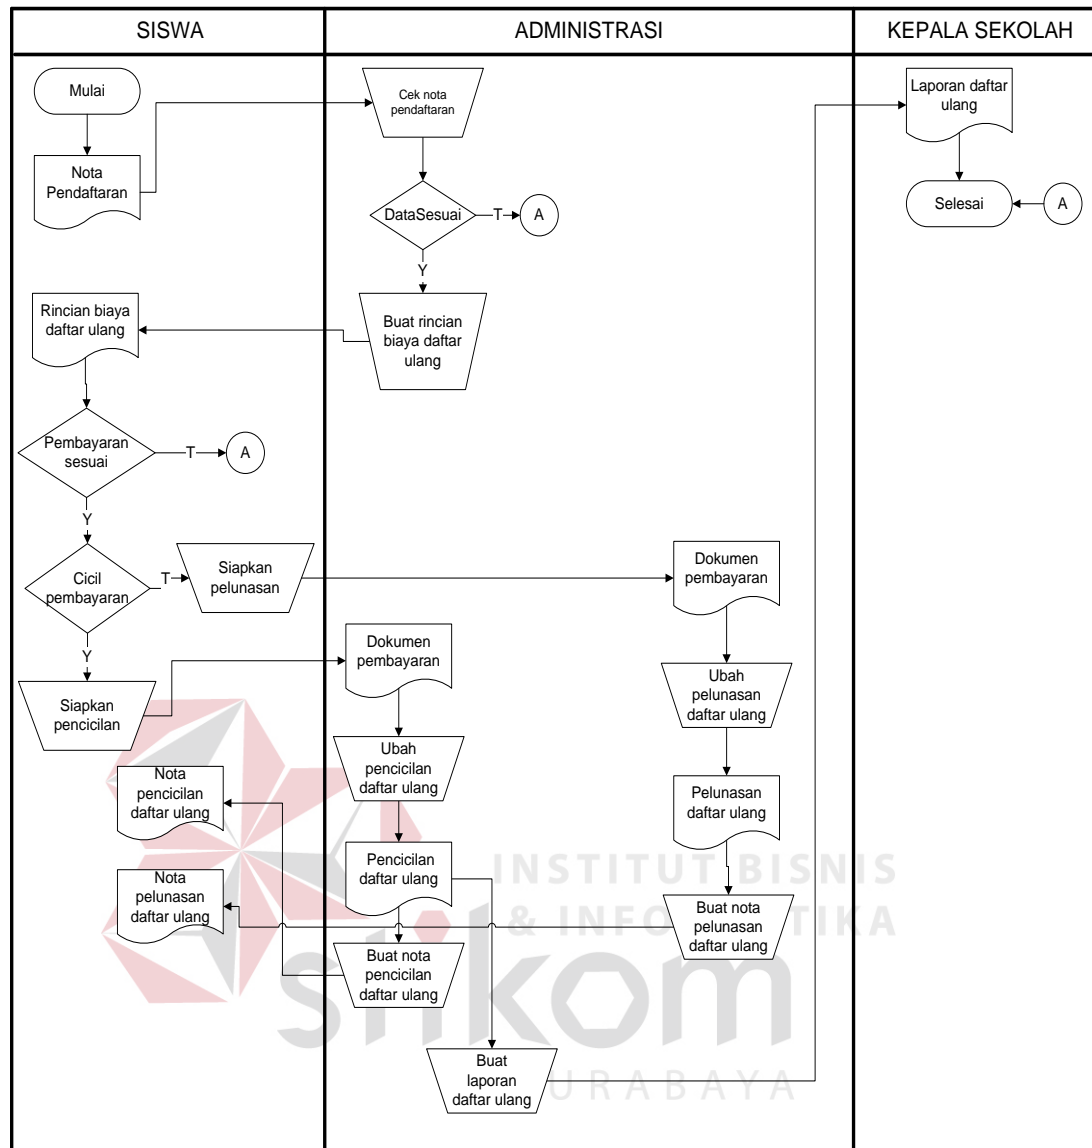 SISWA
ADMINISTRASI
KEPALA SEKOLAH
Mulai
Nota
Pendaftaran
Cek nota
pendaftaran
DataSesuai
T
A
Y
Buat rincian
biaya daftar
ulang
Laporan daftar
ulang
Selesai
A
Rincian biaya
daftar ulang
Pembayaran
sesuai
T
A
Y
Cicil
pembayaran
T
Siapkan
pelunasan
Y
Siapkan
pencicilan
Dokumen
pembayaran
Ubah
pelunasan
daftar ulang
Pelunasan
daftar ulang
Buat nota
pelunasan
daftar ulang
Dokumen
pembayaran
Ubah
pencicilan
daftar ulang
Pencicilan
daftar ulang
Buat nota
pencicilan
daftar ulang
Nota
pencicilan
daftar ulang
Nota
pelunasan
daftar ulang
Buat
laporan
daftar ulang
INSTITUT BISNIS
& INFORMATIKA
stikom
SURABAYA